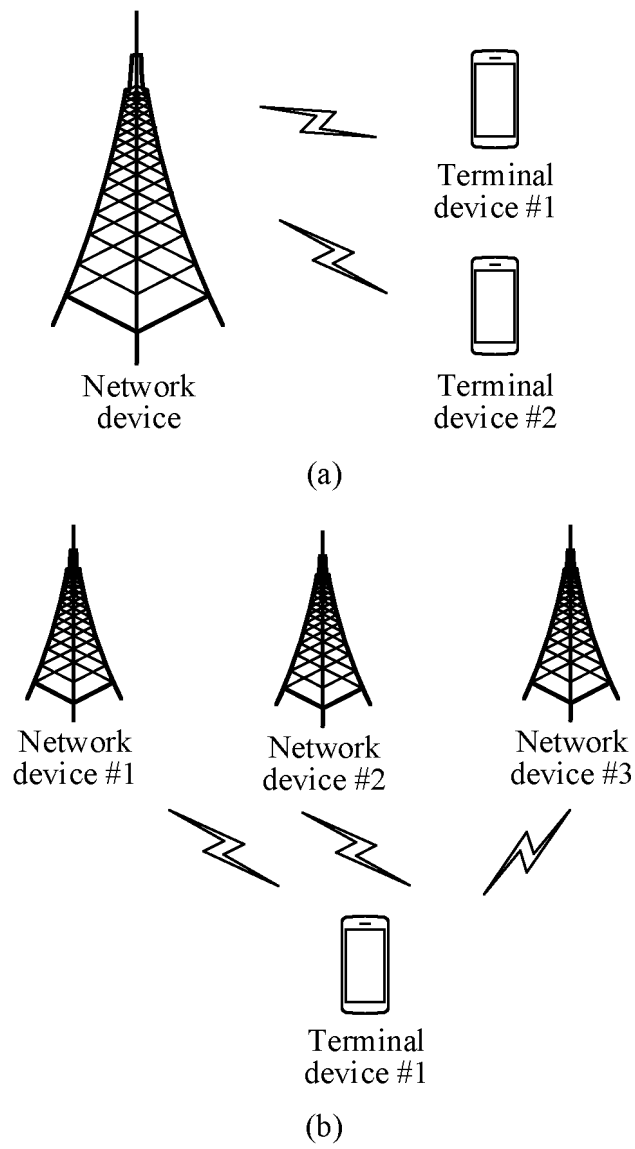 Terminal
device #1
Network
device
Terminal
device #2
(a)
Network
device #1
Network
device #2
Network
device #3
Terminal
device #1
(b)